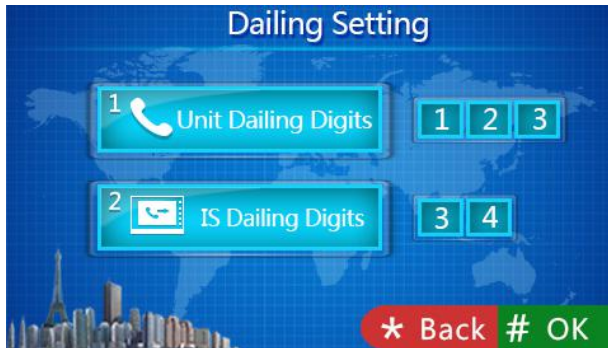 Dailing Setting
1 Unit Dailing Digits 1 2 3
2 IS Dailing Digits 3 4
* Back # OK